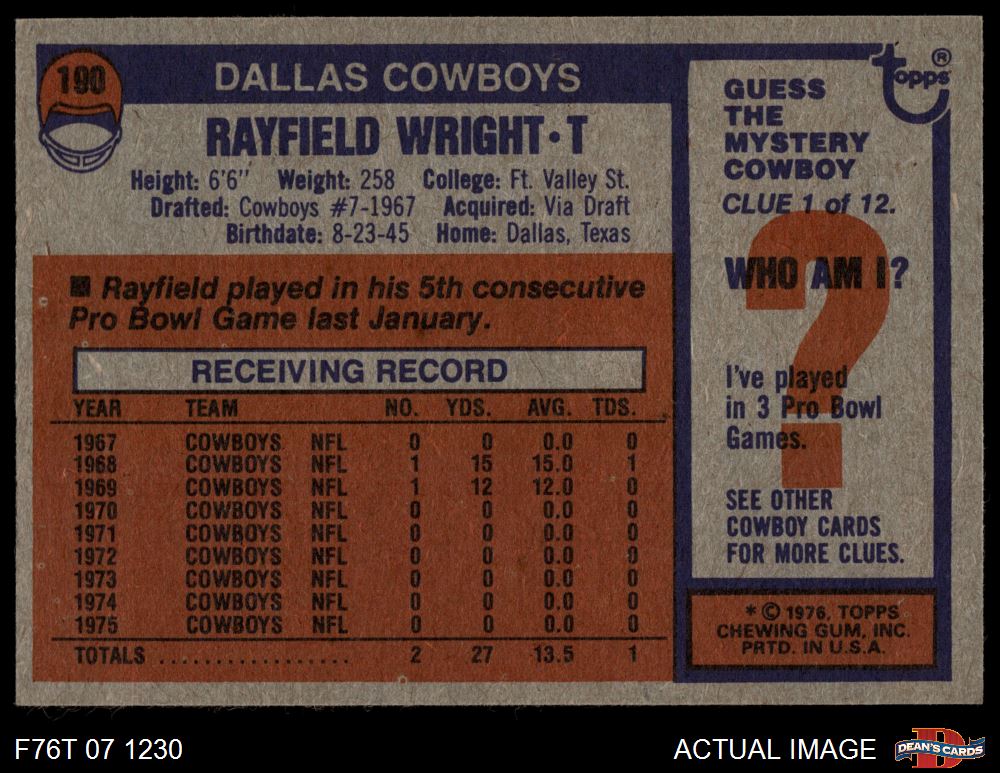 190
DALLAS COWBOYS
RAYFIELD WRIGHT • T
Height: 6'6" Weight: 258 College: Ft. Valley St.
Drafted: Cowboys #7-1967 Acquired: Via Draft
Birthdate: 8-23-45 Home: Dallas, Texas
■ Rayfield played in his 5th consecutive
Pro Bowl Game last January.
RECEIVING RECORD
YEAR TEAM NO. YDS. AVG. TDS.
1967 COWBOYS NFL 0 0 0.0 0
1968 COWBOYS NFL 1 15 15.0 1
1969 COWBOYS NFL 1 12 12.0 0
1970 COWBOYS NFL 0 0 0.0 0
1971 COWBOYS NFL 0 0 0.0 0
1972 COWBOYS NFL 0 0 0.0 0
1973 COWBOYS NFL 0 0 0.0 0
1974 COWBOYS NFL 0 0 0.0 0
1975 COWBOYS NFL 0 0 0.0 0
TOTALS .................. 2 27 13.5 1
Topps ®
GUESS
THE
MYSTERY
COWBOY
CLUE 1 of 12.
WHO AM I?
?
I've played
in 3 Pro Bowl
Games.
SEE OTHER
COWBOY CARDS
FOR MORE CLUES.
* © 1976, TOPPS
CHEWING GUM, INC.
PRTD. IN U.S.A.
F76T 07 1230
ACTUAL IMAGE
D
DEAN'S CARDS